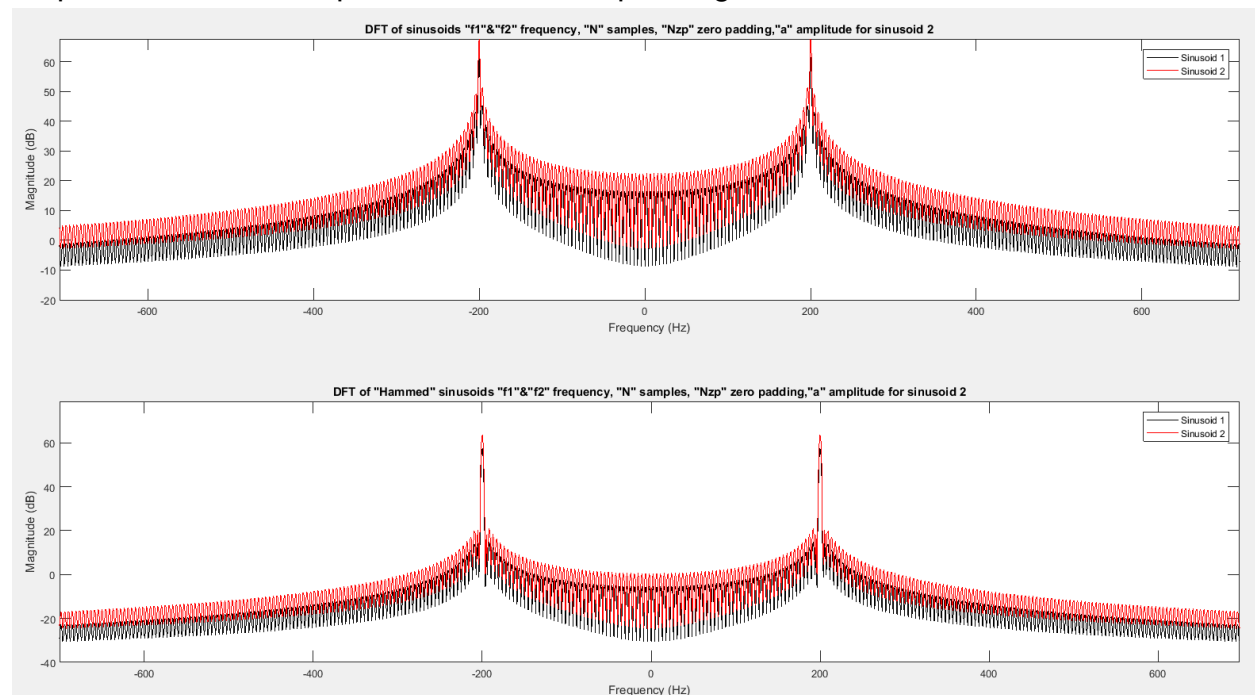 DFT of sinusoids "f1"&"f2" frequency, "N" samples, "Nzp" zero padding,"a" amplitude for sinusoid 2
Sinusoid 1
Sinusoid 2
Magnitude (dB)
60
50
40
30
20
10
0
-10
-20
-600
-400
-200
0
200
400
600
Frequency (Hz)
DFT of "Hammed" sinusoids "f1"&"f2" frequency, "N" samples, "Nzp" zero padding,"a" amplitude for sinusoid 2
Sinusoid 1
Sinusoid 2
Magnitude (dB)
60
40
20
0
-20
-40
-600
-400
-200
0
200
400
600
Frequency (Hz)